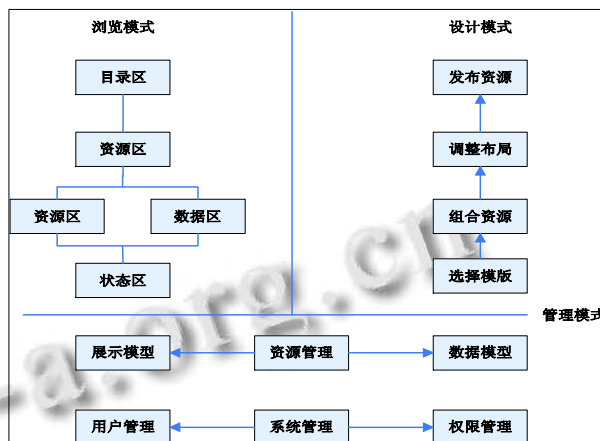 浏览模式
设计模式
目录区
发布资源
资源区
调整布局
资源区
数据区
组合资源
状态区
选择模版
管理模式
展示模型
资源管理
数据模型
用户管理
系统管理
权限管理
-a.org.cn